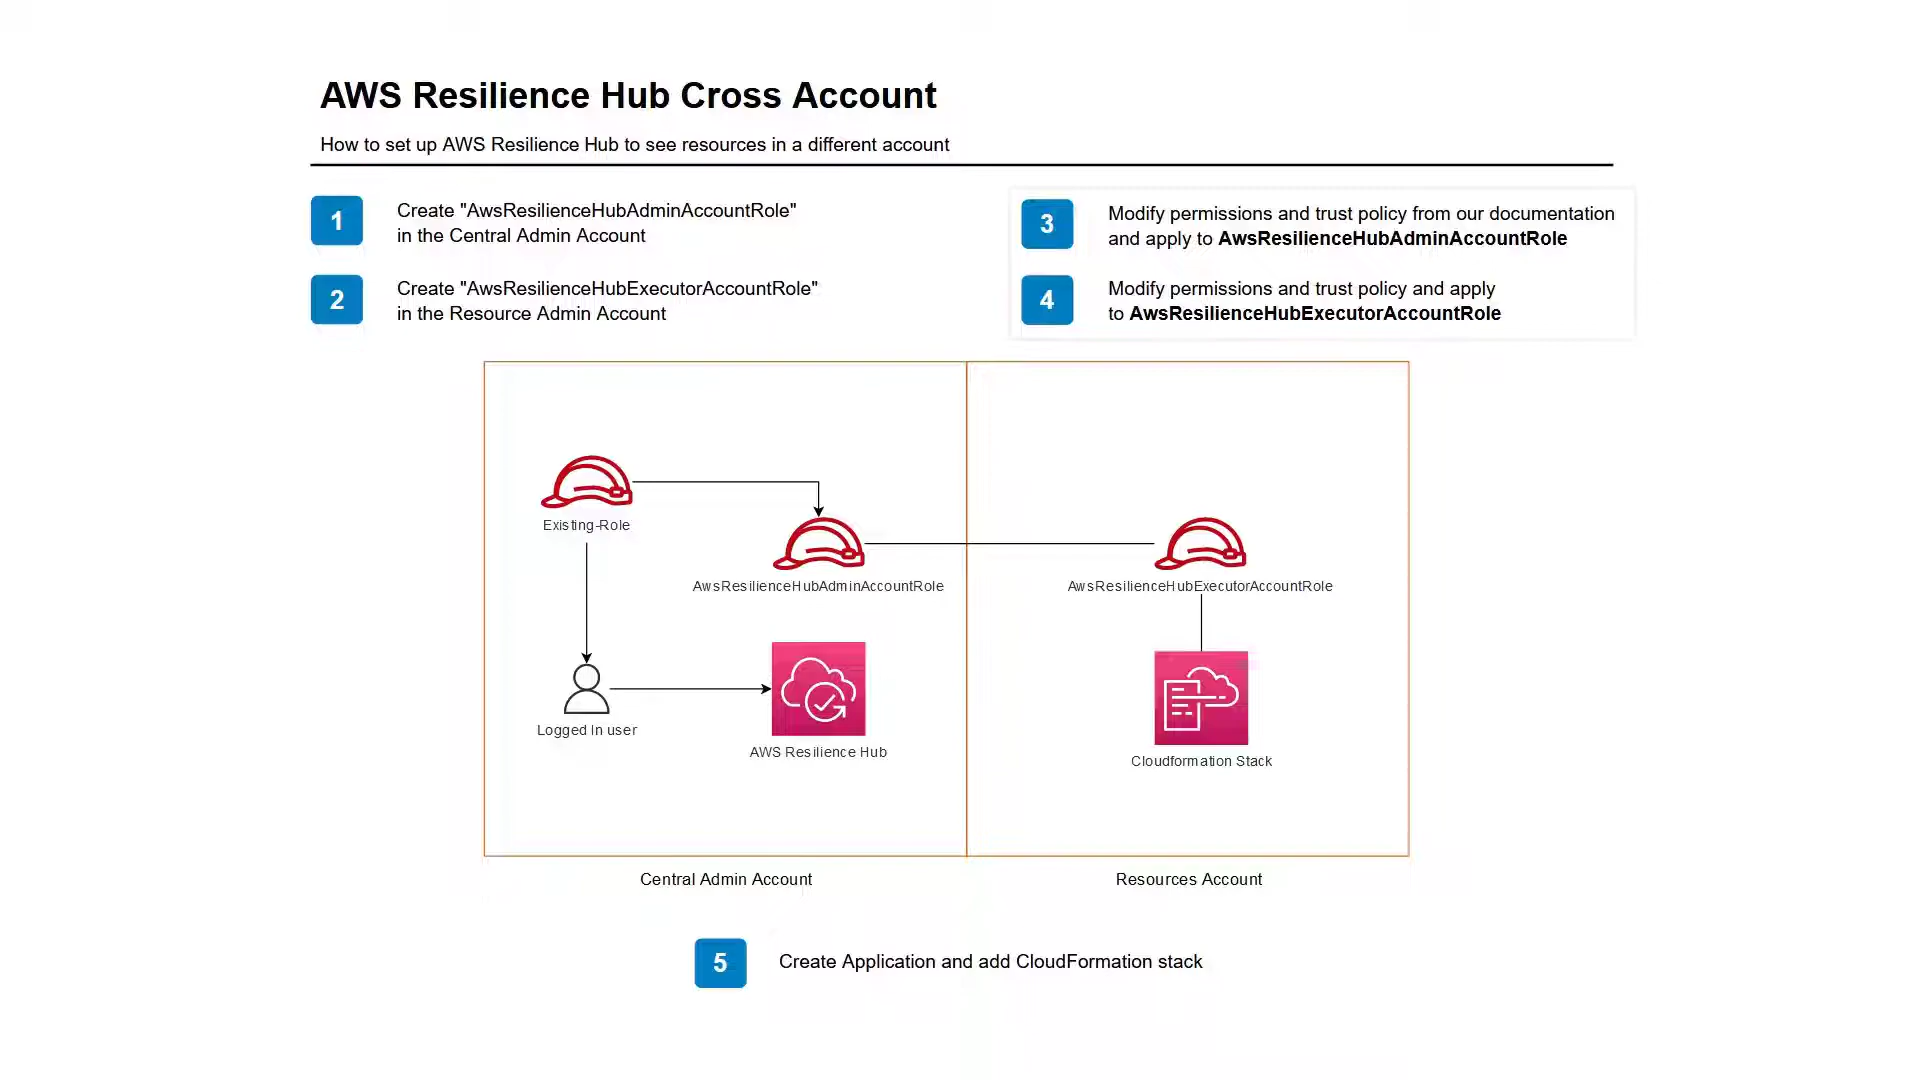 AWS Resilience Hub Cross Account
How to set up AWS Resilience Hub to see resources in a different account
1
Create "AwsResilienceHubAdminAccountRole"
in the Central Admin Account
2
Create "AwsResilienceHubExecutorAccountRole"
in the Resource Admin Account
3
Modify permissions and trust policy from our documentation
and apply to AwsResilienceHubAdminAccountRole
4
Modify permissions and trust policy and apply
to AwsResilienceHubExecutorAccountRole
Existing-Role
AwsResilienceHubAdminAccountRole
AwsResilienceHubExecutorAccountRole
Logged In user
AWS Resilience Hub
Cloudformation Stack
Central Admin Account
Resources Account
5
Create Application and add CloudFormation stack